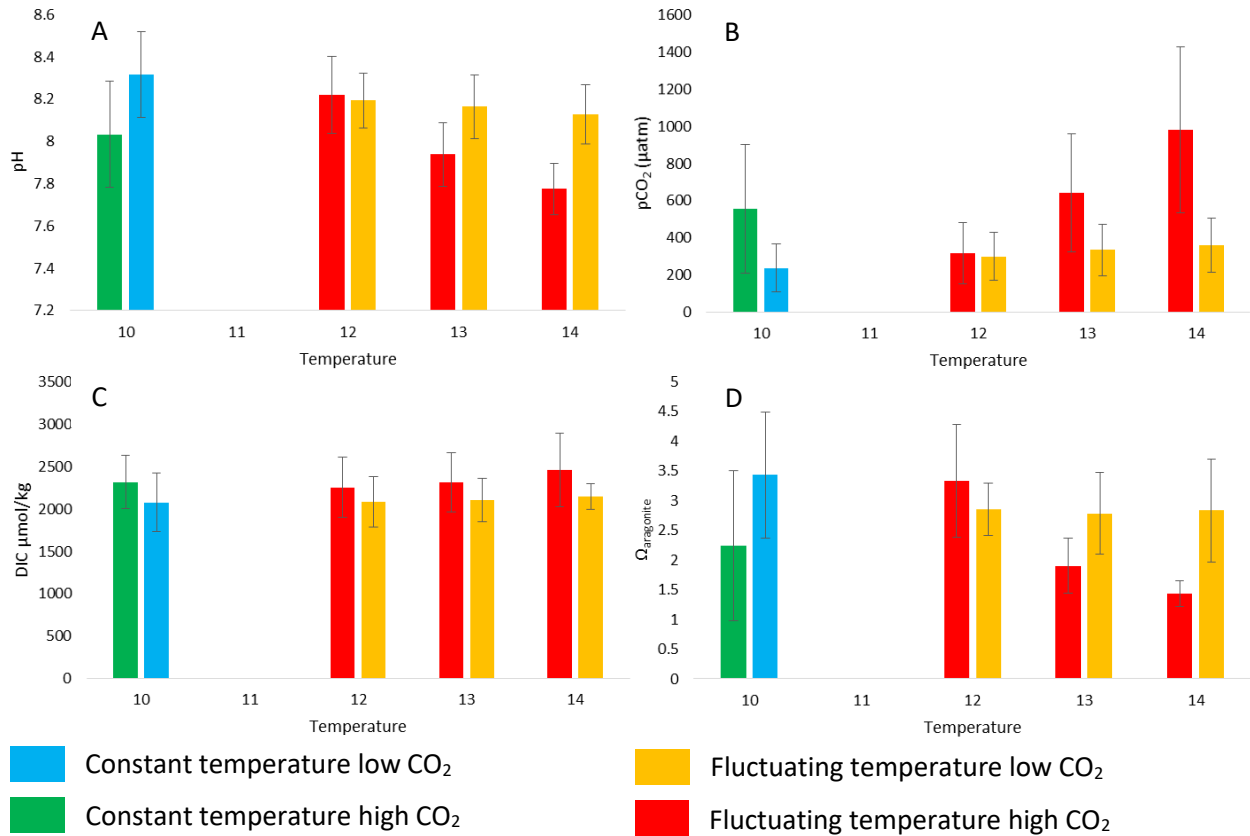 A
pH
8.6
8.4
8.2
8
7.8
7.6
7.4
7.2
10 11 12 13 14
Temperature
B
pCO₂ (µatm)
1600
1400
1200
1000
800
600
400
200
0
10 11 12 13 14
Temperature
C
DIC µmol/kg
3500
3000
2500
2000
1500
1000
500
0
10 11 12 13 14
Temperature
D
Ωaragonite
5
4.5
4
3.5
3
2.5
2
1.5
1
0.5
0
10 11 12 13 14
Temperature
Constant temperature low CO₂
Fluctuating temperature low CO₂
Constant temperature high CO₂
Fluctuating temperature high CO₂